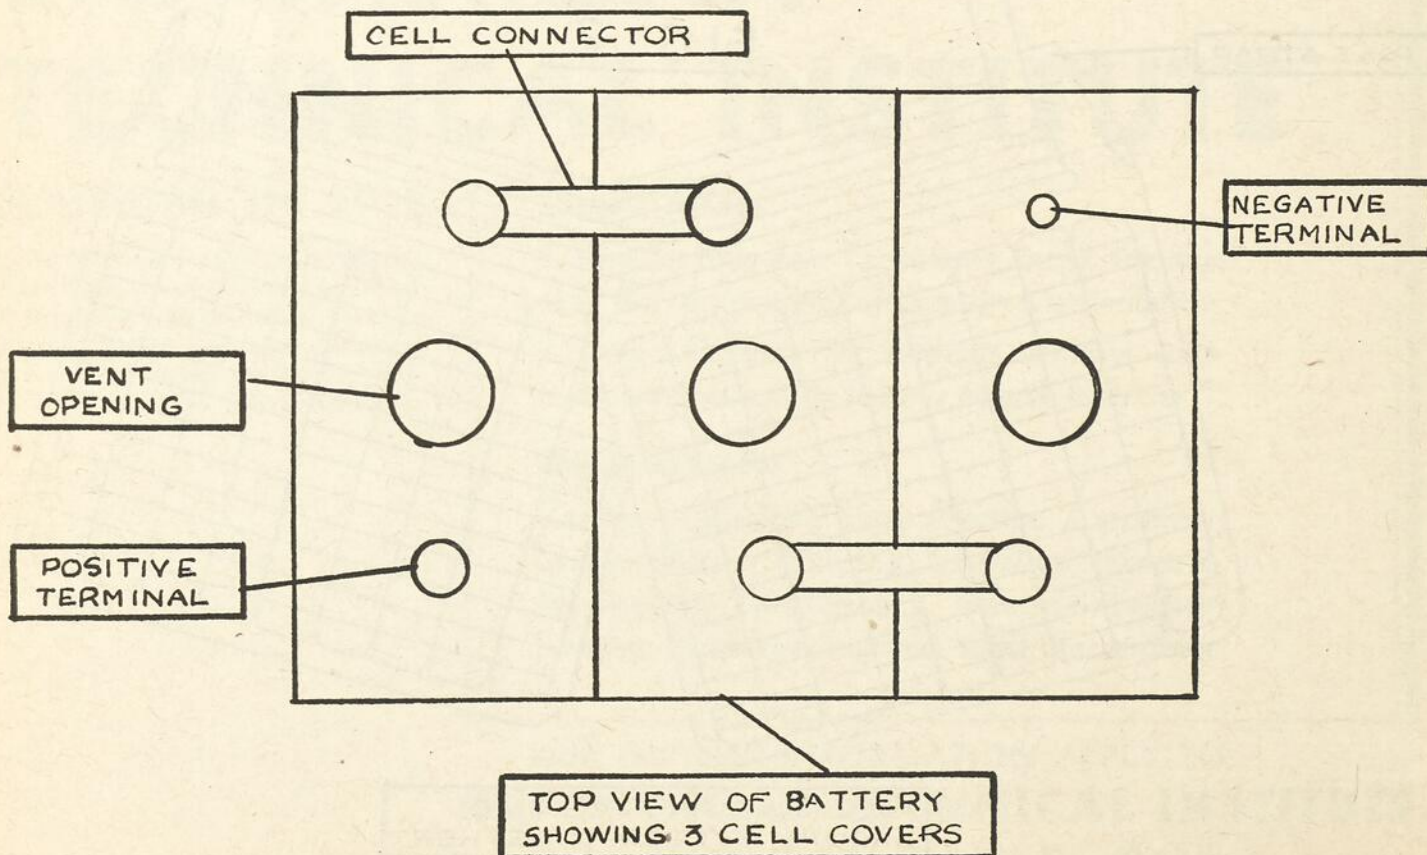 CELL CONNECTOR
NEGATIVE
TERMINAL
VENT
OPENING
POSITIVE
TERMINAL
TOP VIEW OF BATTERY
SHOWING 3 CELL COVERS